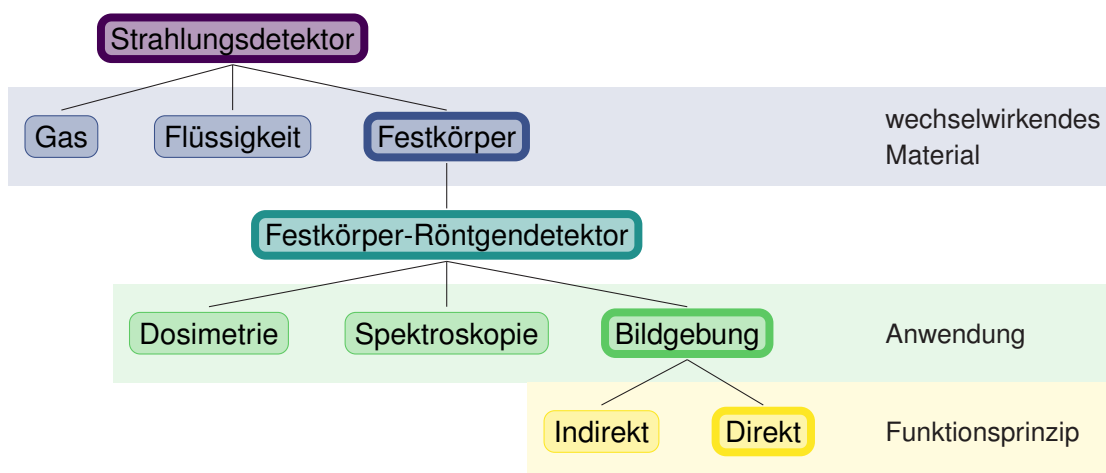 Strahlungsdetektor
Gas Flüssigkeit Festkörper wechselwirkendes
Material
Festkörper-Röntgendetektor
Dosimetrie Spektroskopie Bildgebung Anwendung
Indirekt Direkt Funktionsprinzip